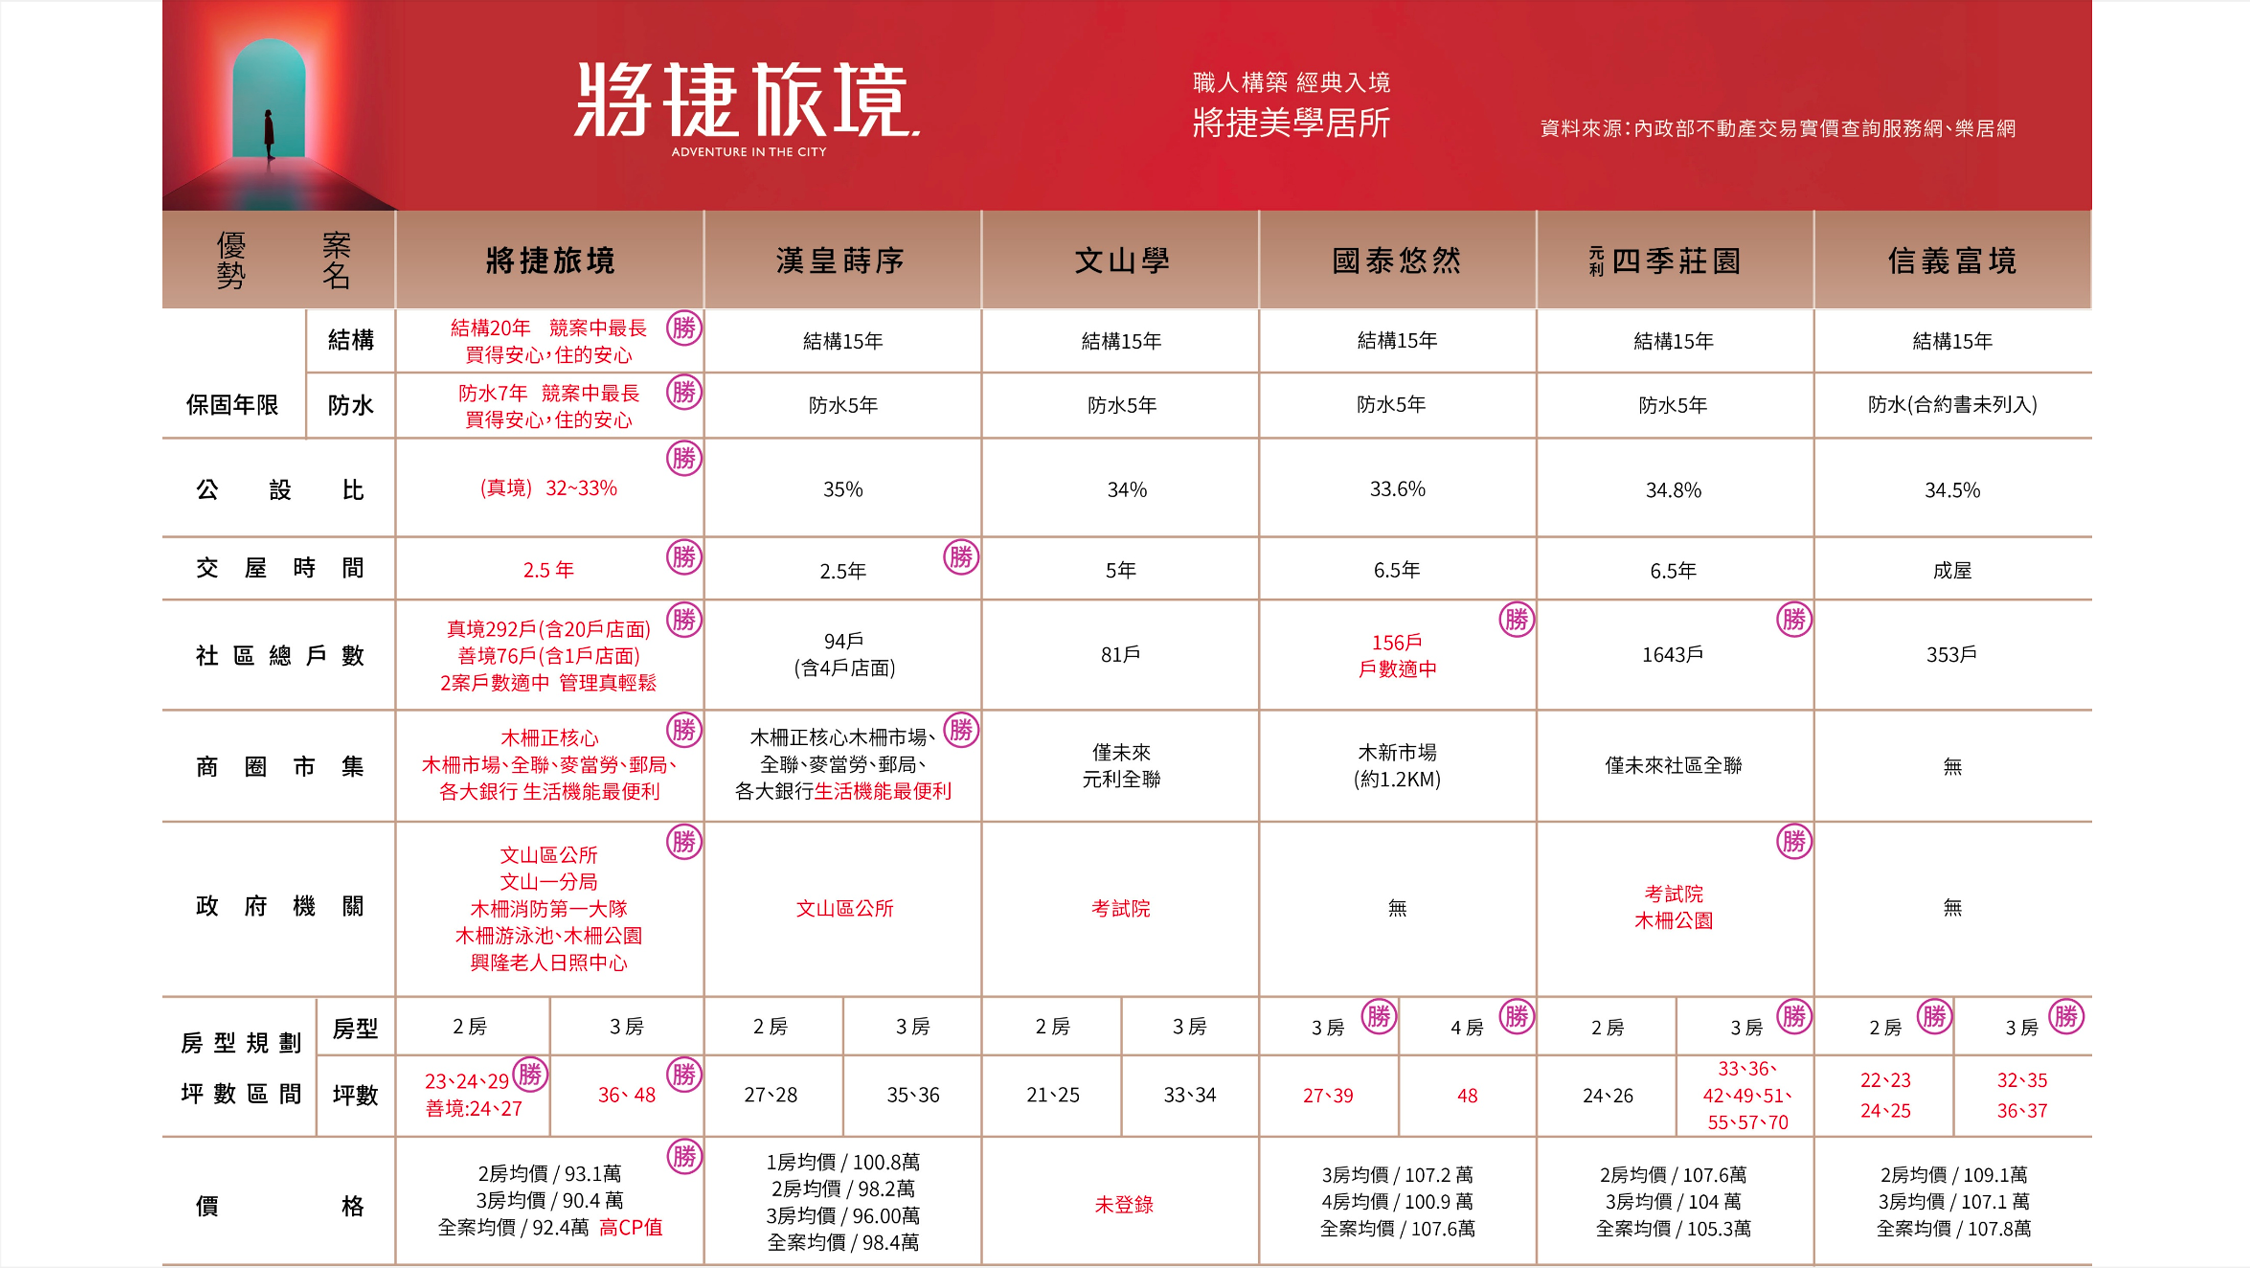 將捷旅境
ADVENTURE IN THE CITY
職人構築 經典入境
將捷美學居所
資料來源：內政部不動產交易實價查詢服務網、樂居網
優勢 案名
將捷旅境
漢皇蒔序
文山學
國泰悠然
元利四季莊園
信義富境
保固年限
結構
結構20年 競案中最長
買得安心，住的安心
勝
結構15年
結構15年
結構15年
結構15年
結構15年
防水
防水7年 競案中最長
買得安心，住的安心
勝
防水5年
防水5年
防水5年
防水5年
防水(合約書未列入)
公設比
(真境) 32~33%
勝
35%
34%
33.6%
34.8%
34.5%
交屋時間
2.5 年
勝
2.5年
勝
5年
6.5年
6.5年
成屋
社區總戶數
真境292戶(含20戶店面)
善境76戶(含1戶店面)
2案戶數適中 管理真輕鬆
勝
94戶
(含4戶店面)
81戶
156戶
戶數適中
勝
1643戶
勝
353戶
商圈市集
木柵正核心
木柵市場、全聯、麥當勞、郵局、
各大銀行 生活機能最便利
勝
木柵正核心木柵市場、
全聯、麥當勞、郵局、
各大銀行生活機能最便利
勝
僅未來
元利全聯
木新市場
(約1.2KM)
僅未來社區全聯
無
政府機關
文山區公所
文山一分局
木柵消防第一大隊
木柵游泳池、木柵公園
興隆老人日照中心
勝
文山區公所
考試院
無
考試院
木柵公園
勝
無
房型規劃
坪數區間
房型
2 房
3 房
2 房
3 房
2 房
3 房
3 房
勝
4 房
勝
2 房
3 房
勝
2 房
勝
3 房
勝
坪數
23、24、29
善境:24、27
勝
36、48
勝
27、28
35、36
21、25
33、34
27、39
48
24、26
33、36、
42、49、51、
55、57、70
22、23
24、25
32、35
36、37
價格
2房均價 / 93.1萬
3房均價 / 90.4 萬
全案均價 / 92.4萬 高CP值
勝
1房均價 / 100.8萬
2房均價 / 98.2萬
3房均價 / 96.00萬
全案均價 / 98.4萬
未登錄
3房均價 / 107.2 萬
4房均價 / 100.9 萬
全案均價 / 107.6萬
2房均價 / 107.6萬
3房均價 / 104 萬
全案均價 / 105.3萬
2房均價 / 109.1萬
3房均價 / 107.1 萬
全案均價 / 107.8萬